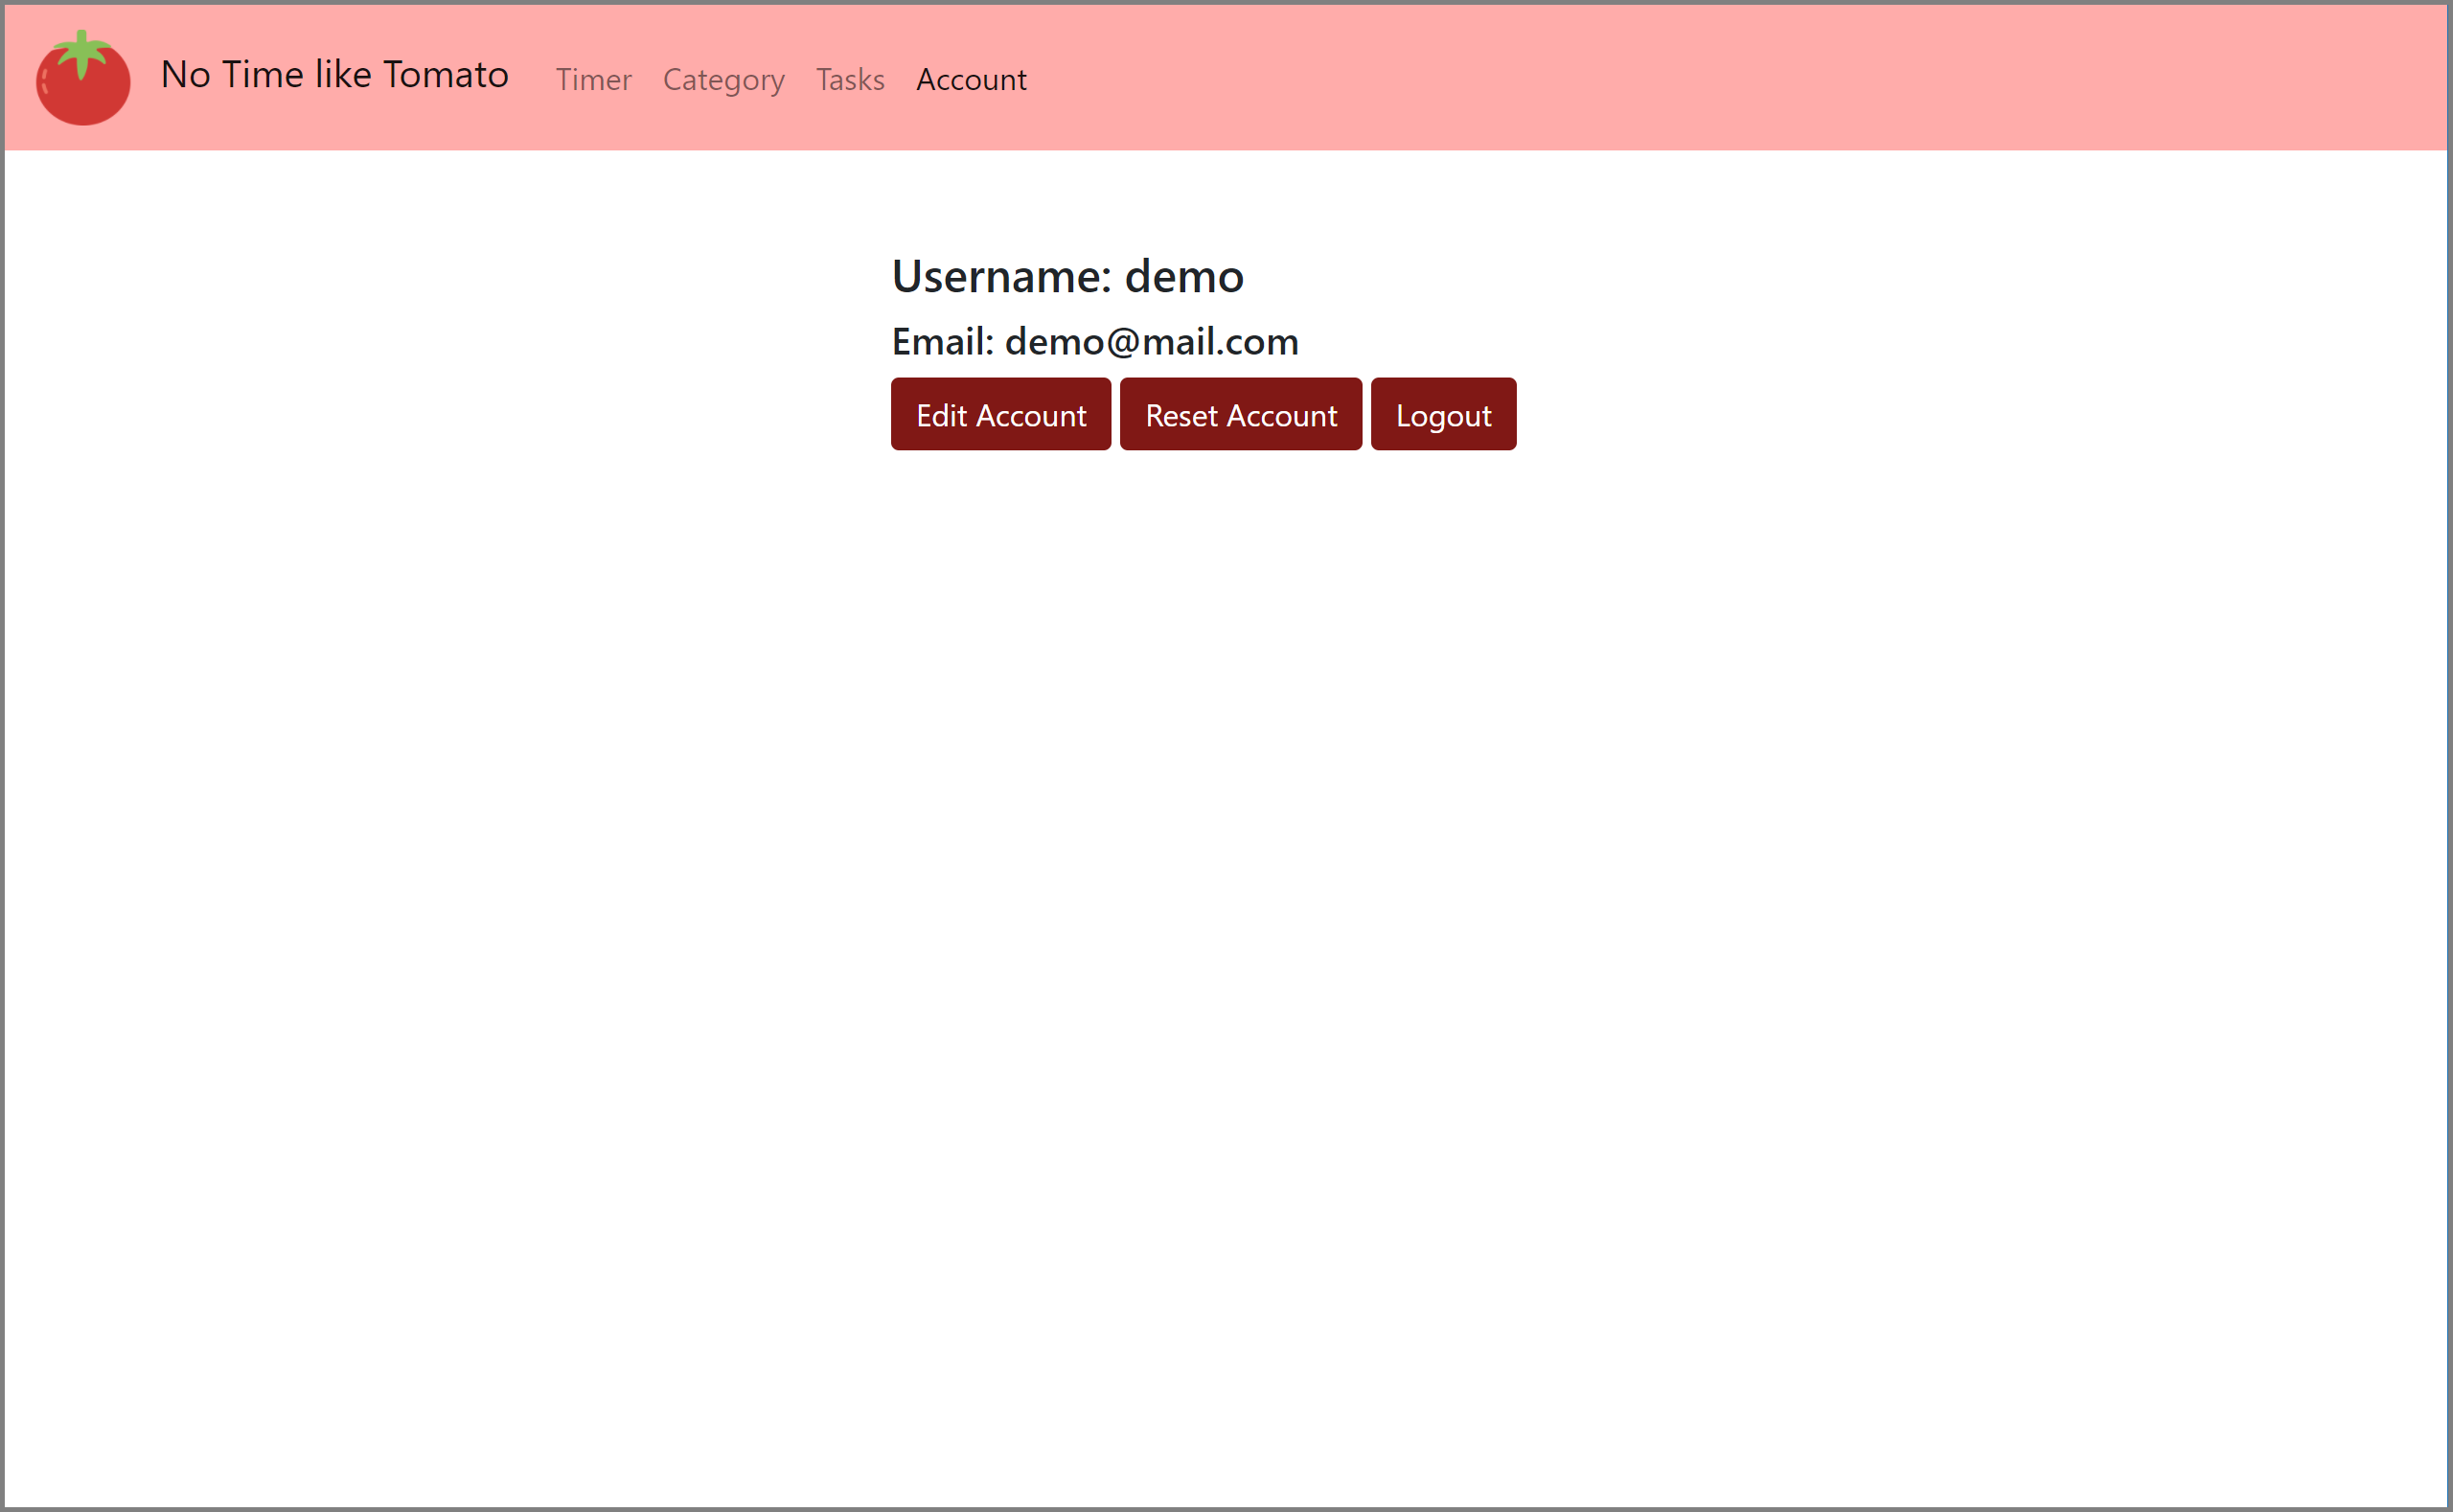 No Time like Tomato Timer Category Tasks Account
Username: demo
Email: demo@mail.com
Edit Account Reset Account Logout